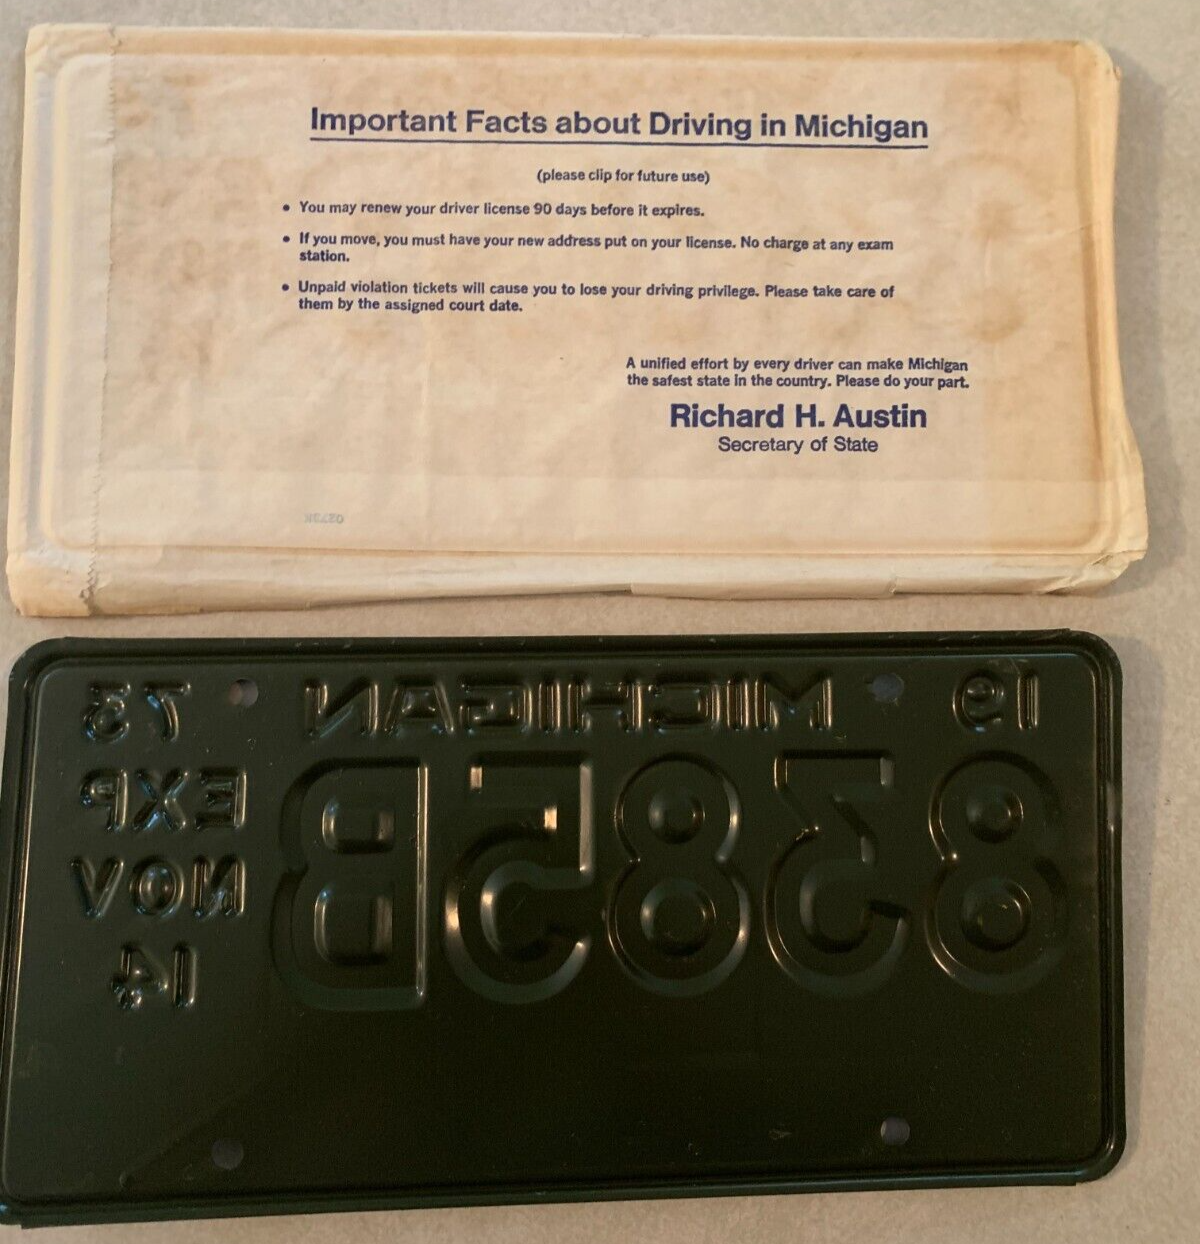 Important Facts about Driving in Michigan
(please clip for future use)
• You may renew your driver license 90 days before it expires.
• If you move, you must have your new address put on your license. No charge at any exam
station.
• Unpaid violation tickets will cause you to lose your driving privilege. Please take care of
them by the assigned court date.
A unified effort by every driver can make Michigan
the safest state in the country. Please do your part.
Richard H. Austin
Secretary of State
19 MICHIGAN 73
8385B
EXP
NOV
14